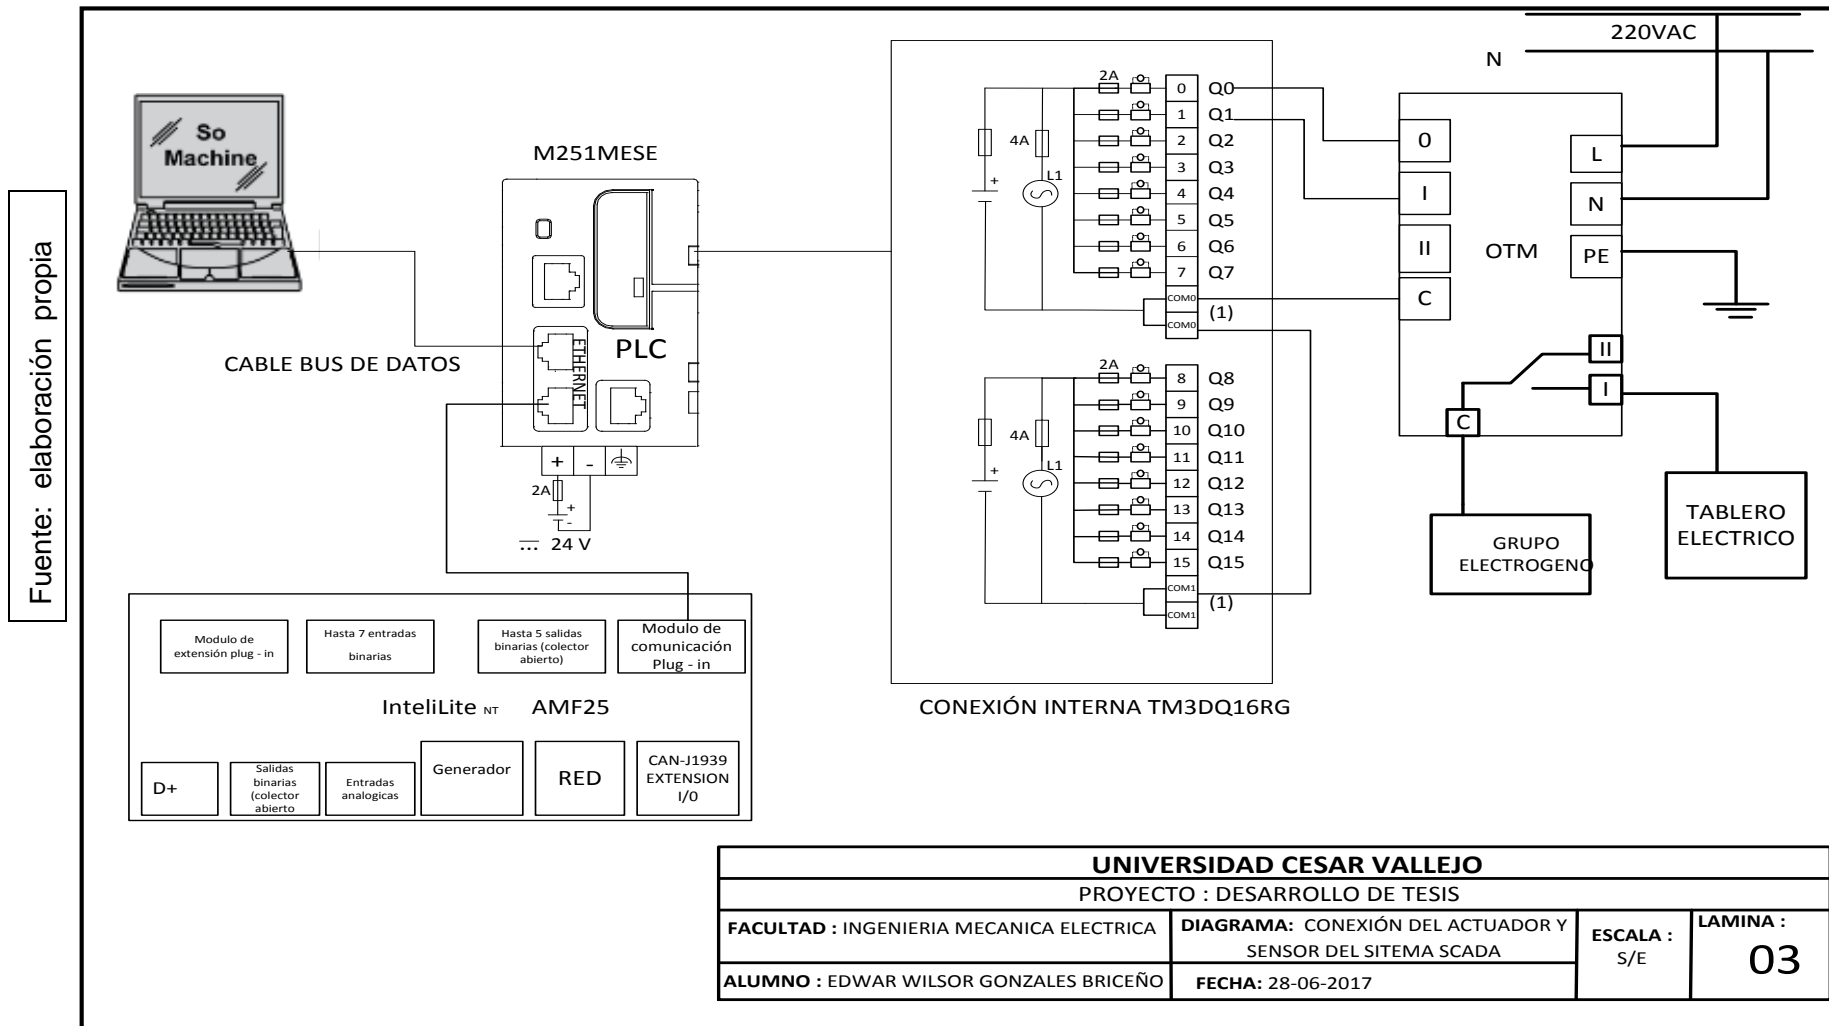 Fuente: elaboración propia
So
Machine
M251MESE
ETHERNET
PLC
CABLE BUS DE DATOS
+
-
2A
+
-
24 V
2A
0
Q0
1
Q1
2
Q2
3
Q3
4
Q4
5
Q5
6
Q6
7
Q7
COM0
COM0
(1)
4A
L1
+
2A
8
Q8
9
Q9
10
Q10
11
Q11
12
Q12
13
Q13
14
Q14
15
Q15
COM1
COM1
(1)
4A
L1
+
CONEXIÓN INTERNA TM3DQ16RG
220VAC
N
0
I
II
C
OTM
L
N
PE
II
I
C
GRUPO
ELECTROGENO
TABLERO
ELECTRICO
Modulo de
extensión plug - in
Hasta 7 entradas
binarias
Hasta 5 salidas
binarias (colector
abierto)
Modulo de
comunicación
Plug - in
InteliLite NT AMF25
D+
Salidas
binarias
(colector
abierto
Entradas
analogicas
Generador
RED
CAN-J1939
EXTENSION
I/0
UNIVERSIDAD CESAR VALLEJO
PROYECTO : DESARROLLO DE TESIS
FACULTAD : INGENIERIA MECANICA ELECTRICA
DIAGRAMA: CONEXIÓN DEL ACTUADOR Y
SENSOR DEL SITEMA SCADA
ESCALA :
S/E
LAMINA :
03
ALUMNO : EDWAR WILSOR GONZALES BRICEÑO
FECHA: 28-06-2017